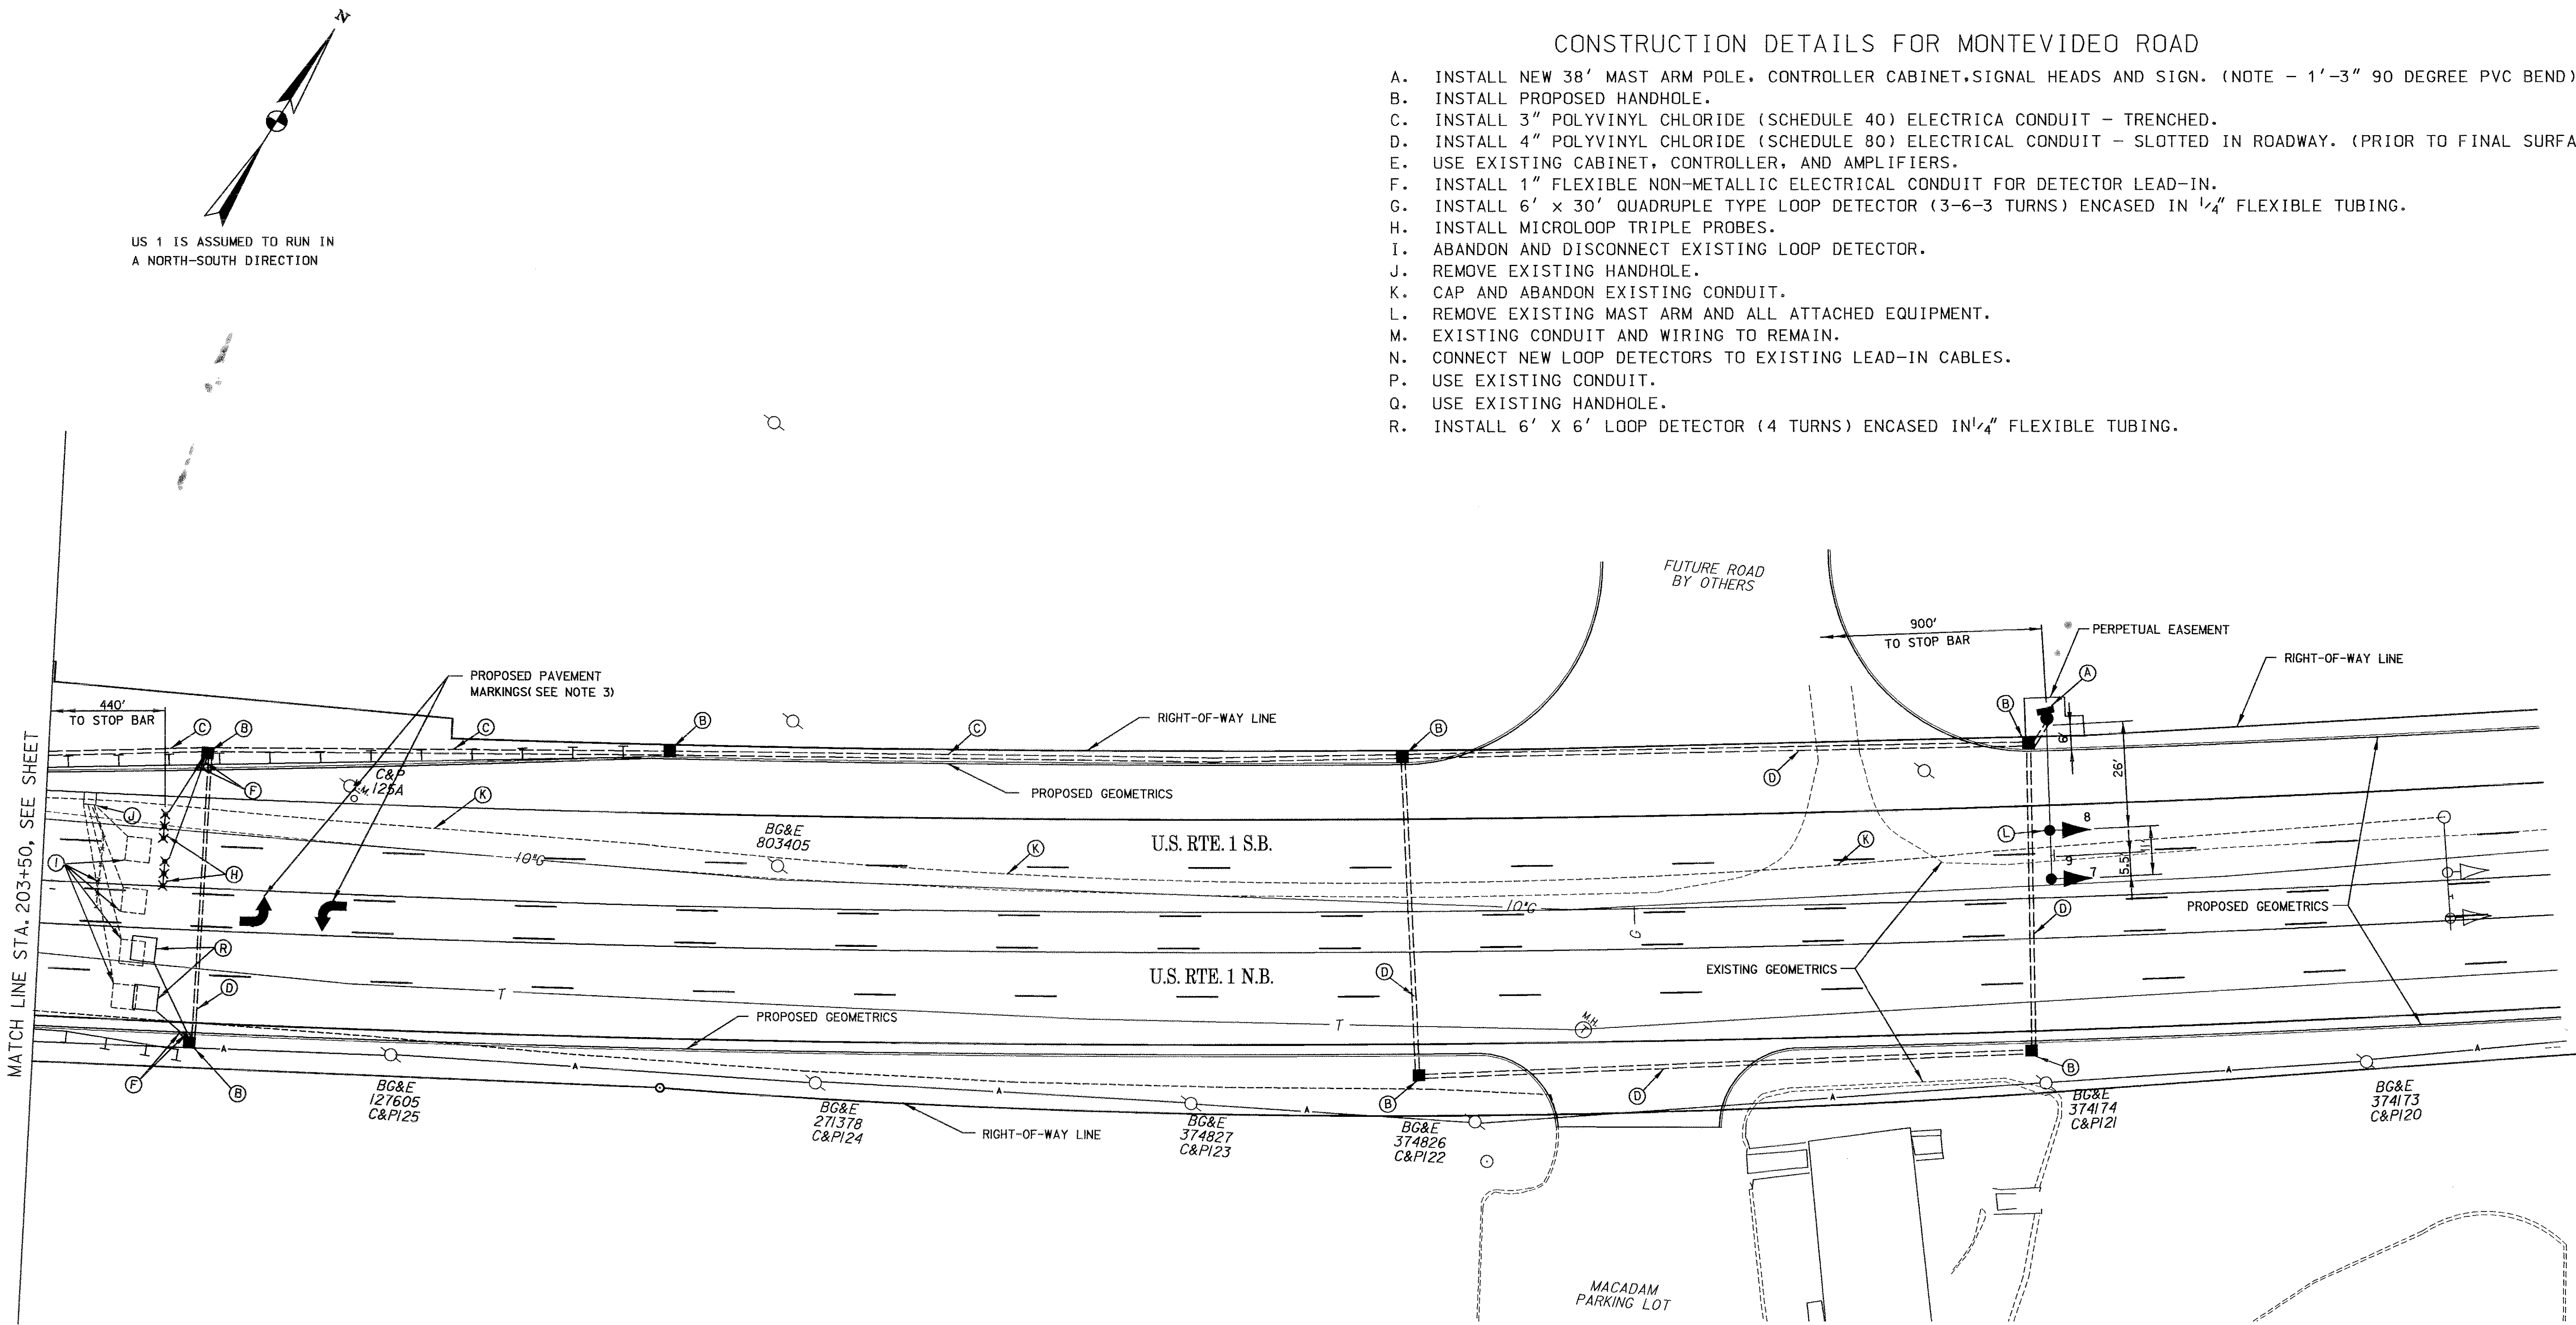 N
US 1 IS ASSUMED TO RUN IN
A NORTH-SOUTH DIRECTION
CONSTRUCTION DETAILS FOR MONTEVIDEO ROAD
A. INSTALL NEW 38' MAST ARM POLE, CONTROLLER CABINET,SIGNAL HEADS AND SIGN. (NOTE - 1'-3" 90 DEGREE PVC BEND)
B. INSTALL PROPOSED HANDHOLE.
C. INSTALL 3" POLYVINYL CHLORIDE (SCHEDULE 40) ELECTRICA CONDUIT - TRENCHED.
D. INSTALL 4" POLYVINYL CHLORIDE (SCHEDULE 80) ELECTRICAL CONDUIT - SLOTTED IN ROADWAY. (PRIOR TO FINAL SURFA
E. USE EXISTING CABINET, CONTROLLER, AND AMPLIFIERS.
F. INSTALL 1" FLEXIBLE NON-METALLIC ELECTRICAL CONDUIT FOR DETECTOR LEAD-IN.
G. INSTALL 6' x 30' QUADRUPLE TYPE LOOP DETECTOR (3-6-3 TURNS) ENCASED IN 1/4" FLEXIBLE TUBING.
H. INSTALL MICROLOOP TRIPLE PROBES.
I. ABANDON AND DISCONNECT EXISTING LOOP DETECTOR.
J. REMOVE EXISTING HANDHOLE.
K. CAP AND ABANDON EXISTING CONDUIT.
L. REMOVE EXISTING MAST ARM AND ALL ATTACHED EQUIPMENT.
M. EXISTING CONDUIT AND WIRING TO REMAIN.
N. CONNECT NEW LOOP DETECTORS TO EXISTING LEAD-IN CABLES.
P. USE EXISTING CONDUIT.
Q. USE EXISTING HANDHOLE.
R. INSTALL 6' X 6' LOOP DETECTOR (4 TURNS) ENCASED IN 1/4" FLEXIBLE TUBING.
FUTURE ROAD
BY OTHERS
900'
TO STOP BAR
PERPETUAL EASEMENT
RIGHT-OF-WAY LINE
A
B
PROPOSED PAVEMENT
MARKINGS( SEE NOTE 3)
440'
TO STOP BAR
C
B
C
B
C
RIGHT-OF-WAY LINE
B
D
6'
26'
C&P
125A
M.
F
K
PROPOSED GEOMETRICS
J
BG&E
803405
U.S. RTE. 1 S.B.
K
K
L
8
9
7
5.5'
10"G
I
H
10"G
G
D
PROPOSED GEOMETRICS
R
U.S. RTE. 1 N.B.
D
EXISTING GEOMETRICS
D
T
PROPOSED GEOMETRICS
T
M.H.
T
MATCH LINE STA. 203+50, SEE SHEET
A
A
A
A
A
A
A
F
B
B
D
B
BG&E
127605
C&P125
BG&E
271378
C&P124
RIGHT-OF-WAY LINE
BG&E
374827
C&P123
BG&E
374826
C&P122
BG&E
374174
C&P121
BG&E
374173
C&P120
MACADAM
PARKING LOT